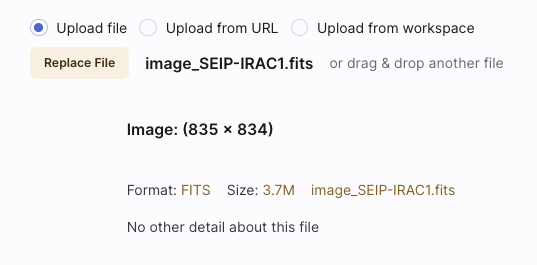 Upload file Upload from URL Upload from workspace
Replace File image_SEIP-IRAC1.fits or drag & drop another file
Image: (835 × 834)
Format: FITS Size: 3.7M image_SEIP-IRAC1.fits
No other detail about this file